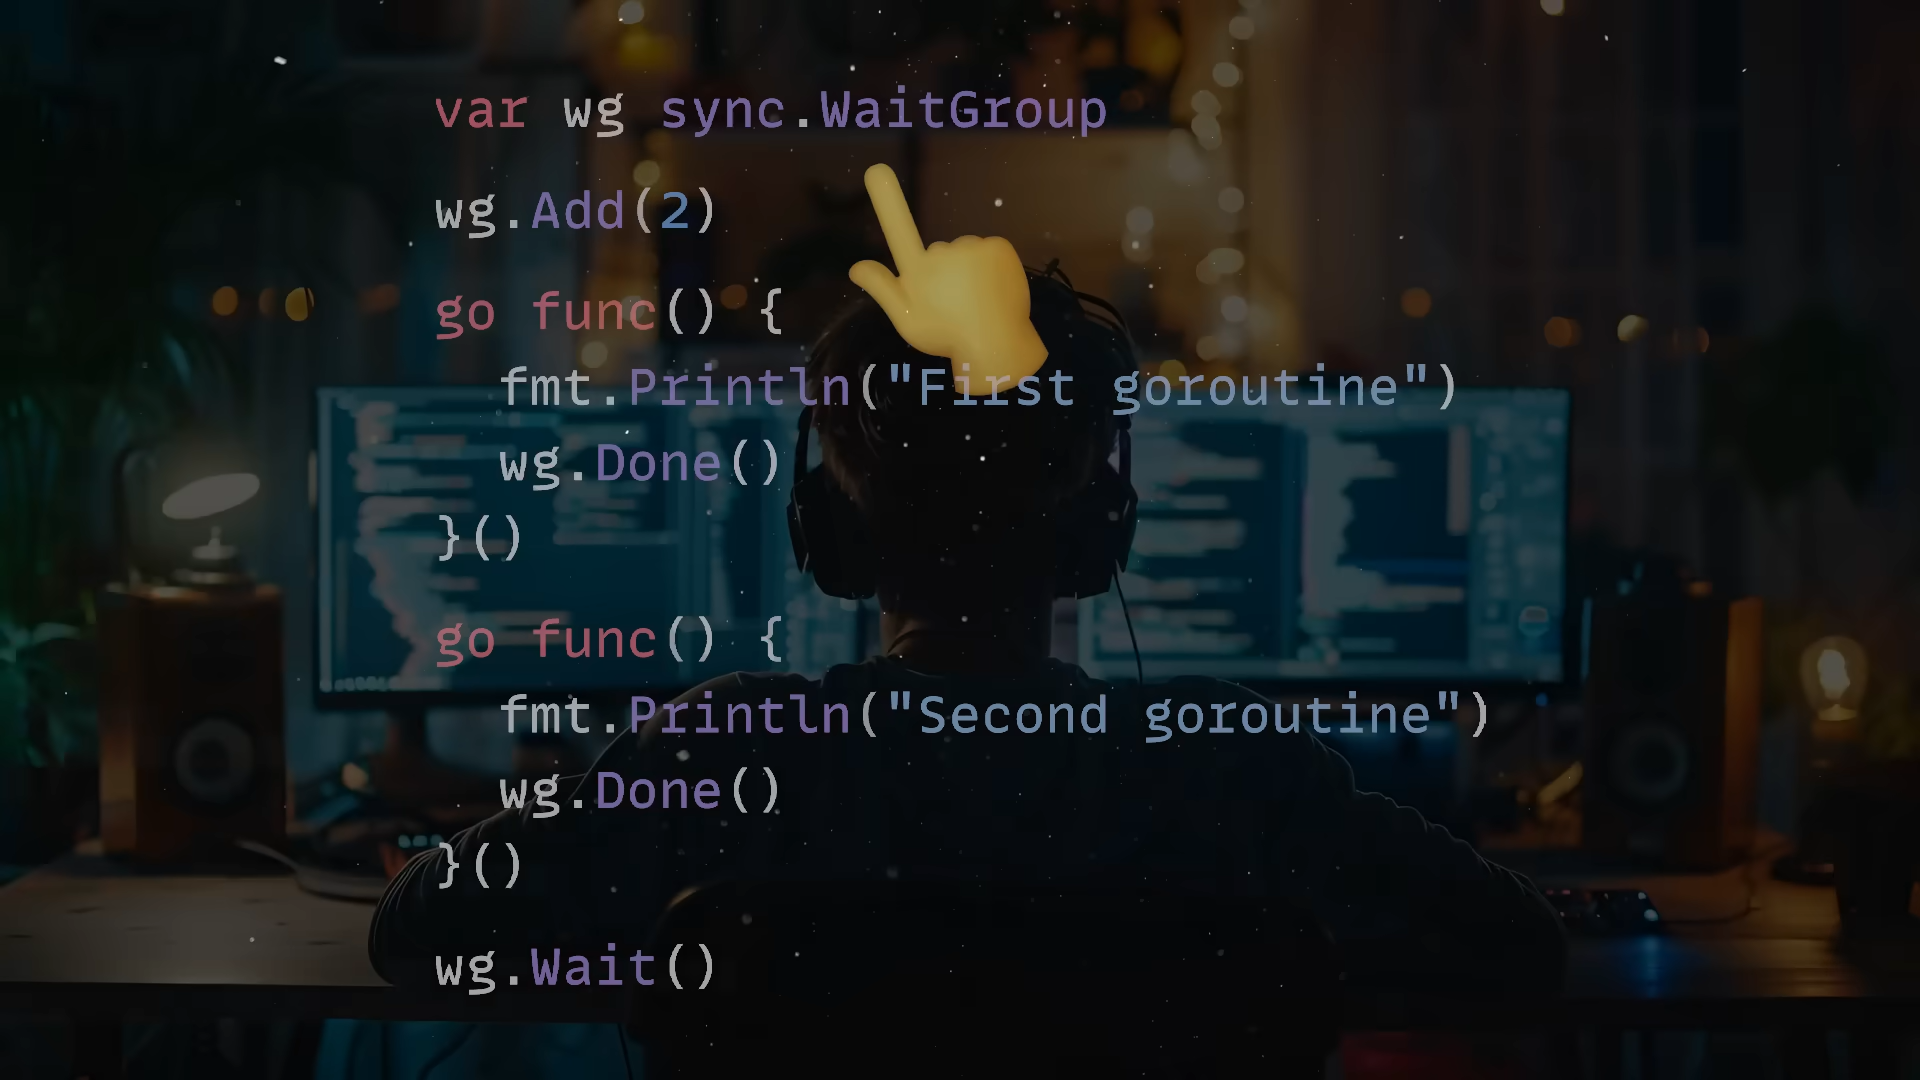 var wg sync.WaitGroup
wg.Add(2)
go func() {
fmt.Println("First goroutine")
wg.Done()
}()
go func() {
fmt.Println("Second goroutine")
wg.Done()
}()
wg.Wait()